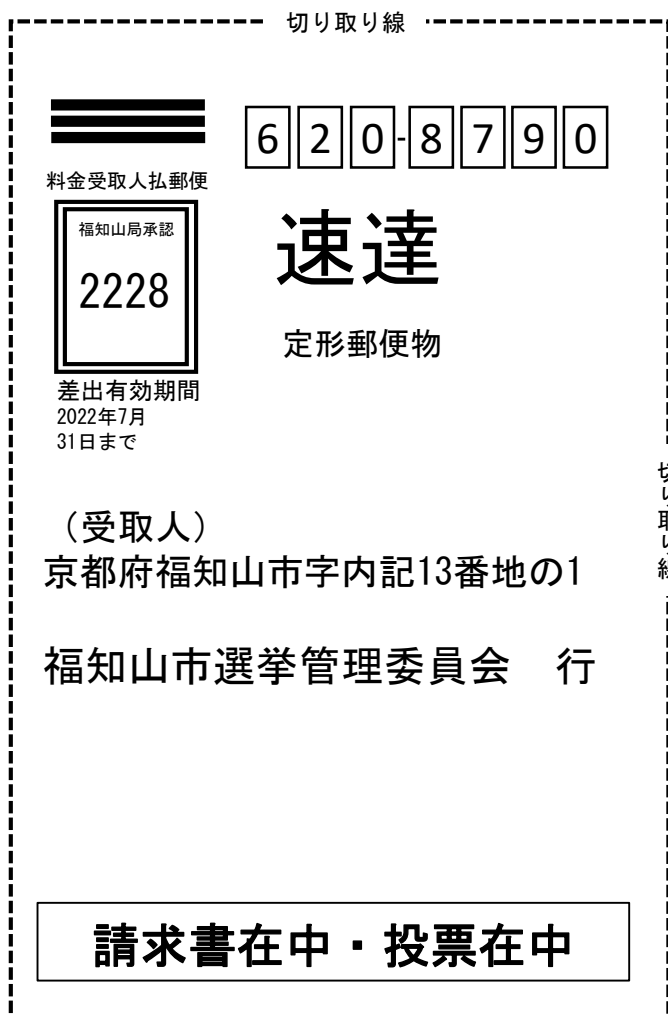 切り取り線
620-8790
料金受取人払郵便
福知山局承認
2228
速達
定形郵便物
差出有効期間
2022年7月
31日まで
切り取り線
（受取人）
京都府福知山市字内記13番地の1
福知山市選挙管理委員会　行
請求書在中・投票在中